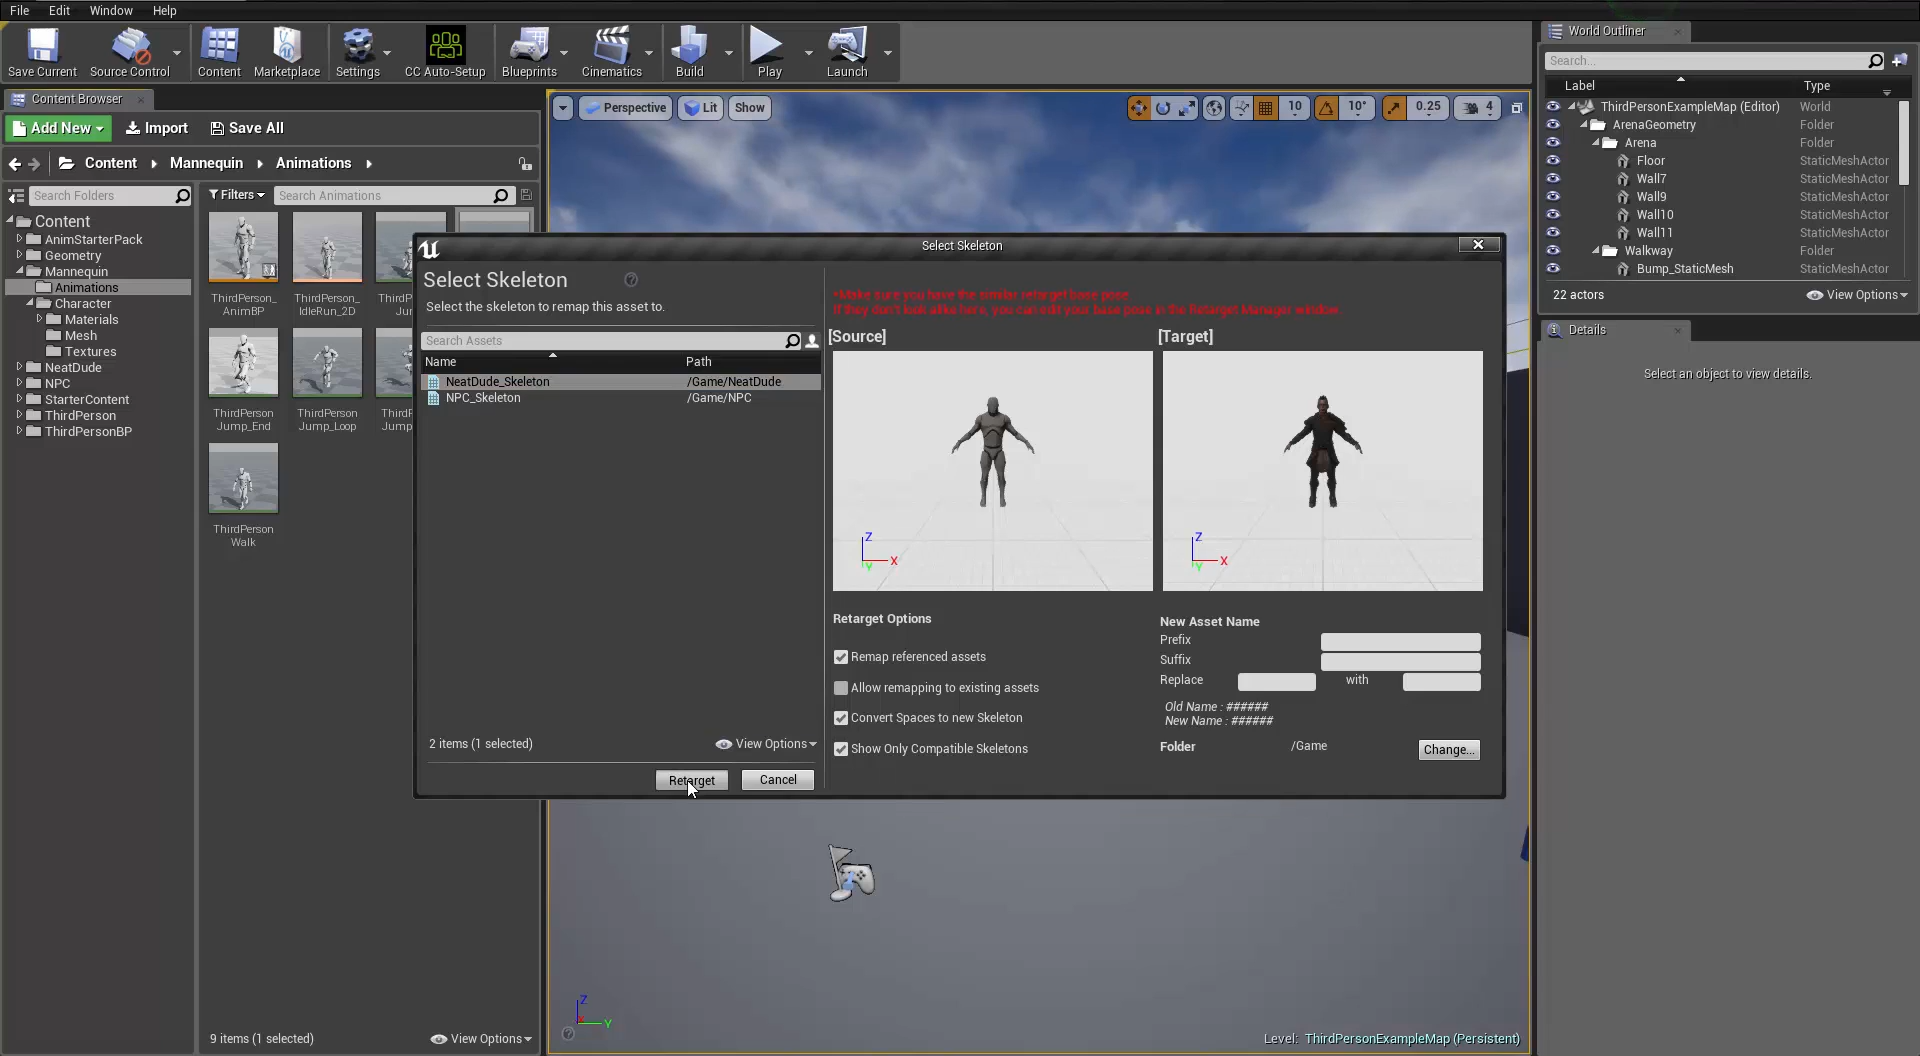 File Edit Window Help
Save Current
Source Control
Content
Marketplace
Settings
CC Auto-Setup
Blueprints
Cinematics
Build
Play
Launch
Content Browser
Add New
Import
Save All
Content
Mannequin
Animations
Search Folders
Filters
Search Animations
Content
AnimStarterPack
Geometry
Mannequin
Animations
Character
Materials
Mesh
Textures
NeatDude
NPC
StarterContent
ThirdPerson
ThirdPersonBP
ThirdPerson_
AnimBP
ThirdPerson_
IdleRun_2D
ThirdPerson
Jump_End
ThirdPerson
Jump_Loop
ThirdPerson
Walk
9 items (1 selected)
View Options
Perspective
Lit
Show
10
10°
0.25
4
Select Skeleton
Select Skeleton
Select the skeleton to remap this asset to.
Search Assets
Name Path
NeatDude_Skeleton /Game/NeatDude
NPC_Skeleton /Game/NPC
2 items (1 selected)
View Options
Retarget
Cancel
*Make sure you have the similar retarget base pose.
If they don't look alike here, you can edit your base pose in the Retarget Manager window.
[Source]
[Target]
Z
X
Y
Z
X
Y
Retarget Options
Remap referenced assets
Allow remapping to existing assets
Convert Spaces to new Skeleton
Show Only Compatible Skeletons
New Asset Name
Prefix
Suffix
Replace with
Old Name : ######
New Name : ######
Folder /Game
Change...
Z
Y
Level: ThirdPersonExampleMap (Persistent)
World Outliner
Search...
Label Type
ThirdPersonExampleMap (Editor) World
ArenaGeometry Folder
Arena Folder
Floor StaticMeshActor
Wall7 StaticMeshActor
Wall9 StaticMeshActor
Wall10 StaticMeshActor
Wall11 StaticMeshActor
Walkway Folder
Bump_StaticMesh StaticMeshActor
22 actors
View Options
Details
Select an object to view details.